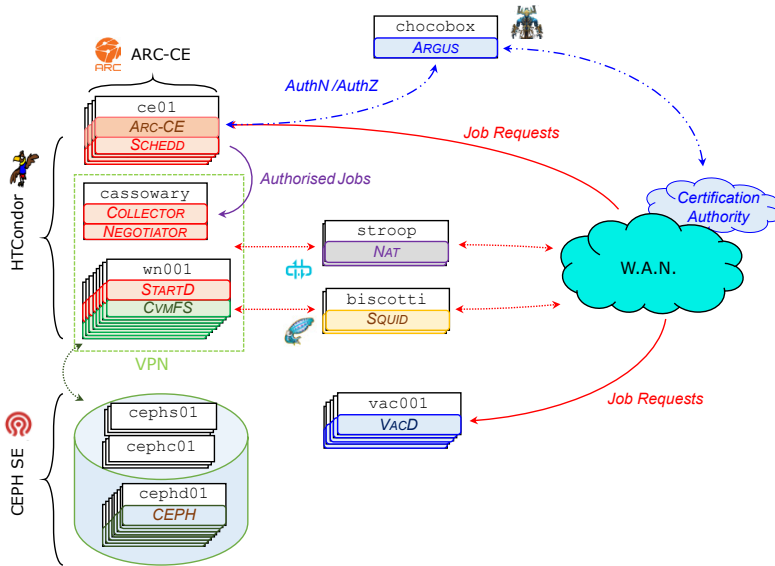 chocobox
ARGUS
ARC
ARC-CE
AuthN /AuthZ
ce01
ARC-CE
SCHEDD
Job Requests
Authorised Jobs
HTCondor
cassowary
COLLECTOR
NEGOTIATOR
Certification
Authority
stroop
NAT
W.A.N.
wn001
STARTD
CVMFS
biscotti
SQUID
VPN
Job Requests
vac001
VACD
CEPH SE
cephs01
cephc01
cephd01
CEPH